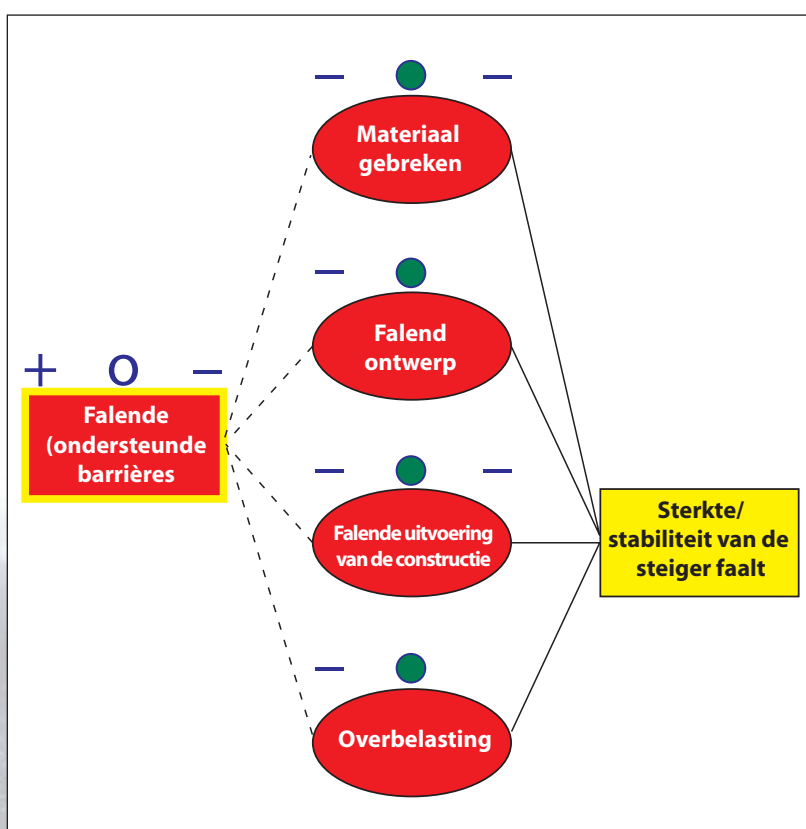 Materiaal
gebreken
Falend
ontwerp
+ o –
Falende
(ondersteunde
barrières
Falende uitvoering
van de constructie
Sterkte/
stabiliteit van de
steiger faalt
Overbelasting